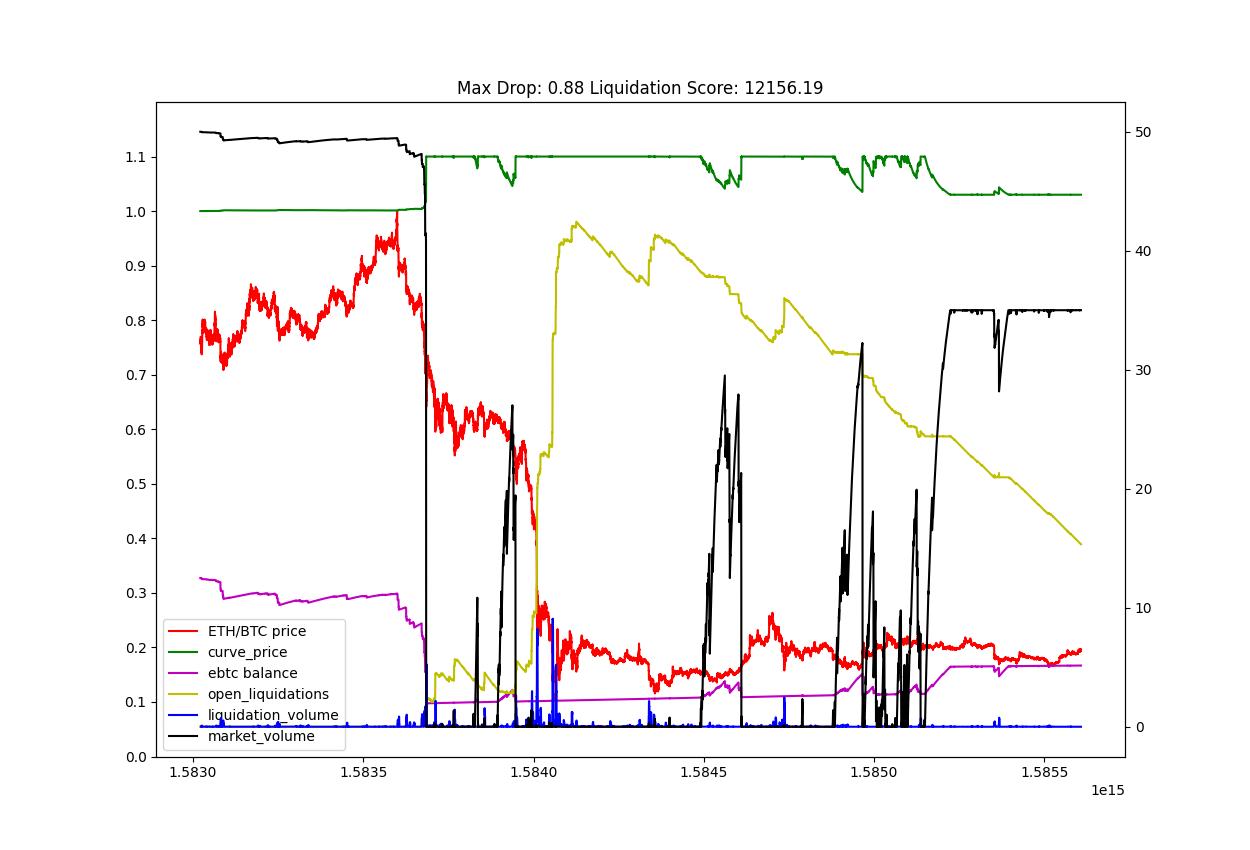 Max Drop: 0.88 Liquidation Score: 12156.19
1.1
1.0
0.9
0.8
0.7
0.6
0.5
0.4
0.3
0.2
0.1
0.0
50
40
30
20
10
0
ETH/BTC price
curve_price
ebtc balance
open_liquidations
liquidation_volume
market_volume
1.5830 1.5835 1.5840 1.5845 1.5850 1.5855
1e15